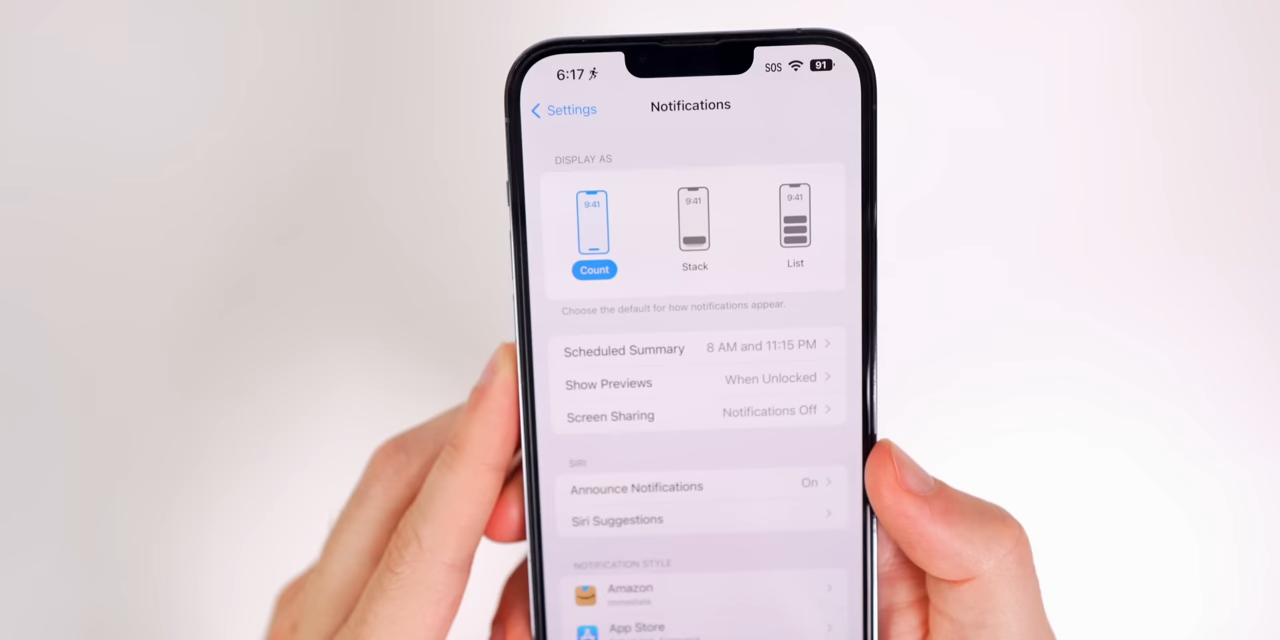 6:17 SOS 91
Settings Notifications
DISPLAY AS
9:41 9:41 9:41
Count Stack List
Choose the default for how notifications appear.
Scheduled Summary 8 AM and 11:15 PM
Show Previews When Unlocked
Screen Sharing Notifications Off
SIRI
Announce Notifications On
Siri Suggestions
NOTIFICATION STYLE
Amazon
Immediate
App Store